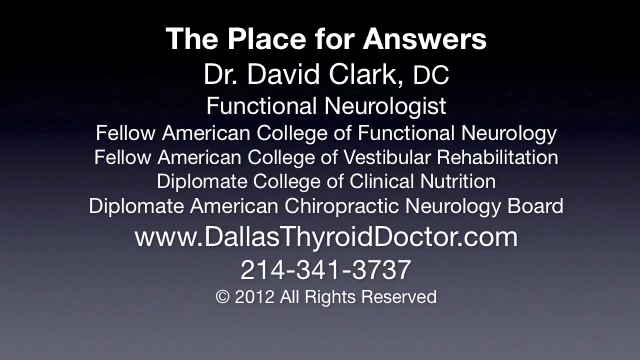 The Place for Answers
Dr. David Clark, DC
Functional Neurologist
Fellow American College of Functional Neurology
Fellow American College of Vestibular Rehabilitation
Diplomate College of Clinical Nutrition
Diplomate American Chiropractic Neurology Board
www.DallasThyroidDoctor.com
214-341-3737
© 2012 All Rights Reserved